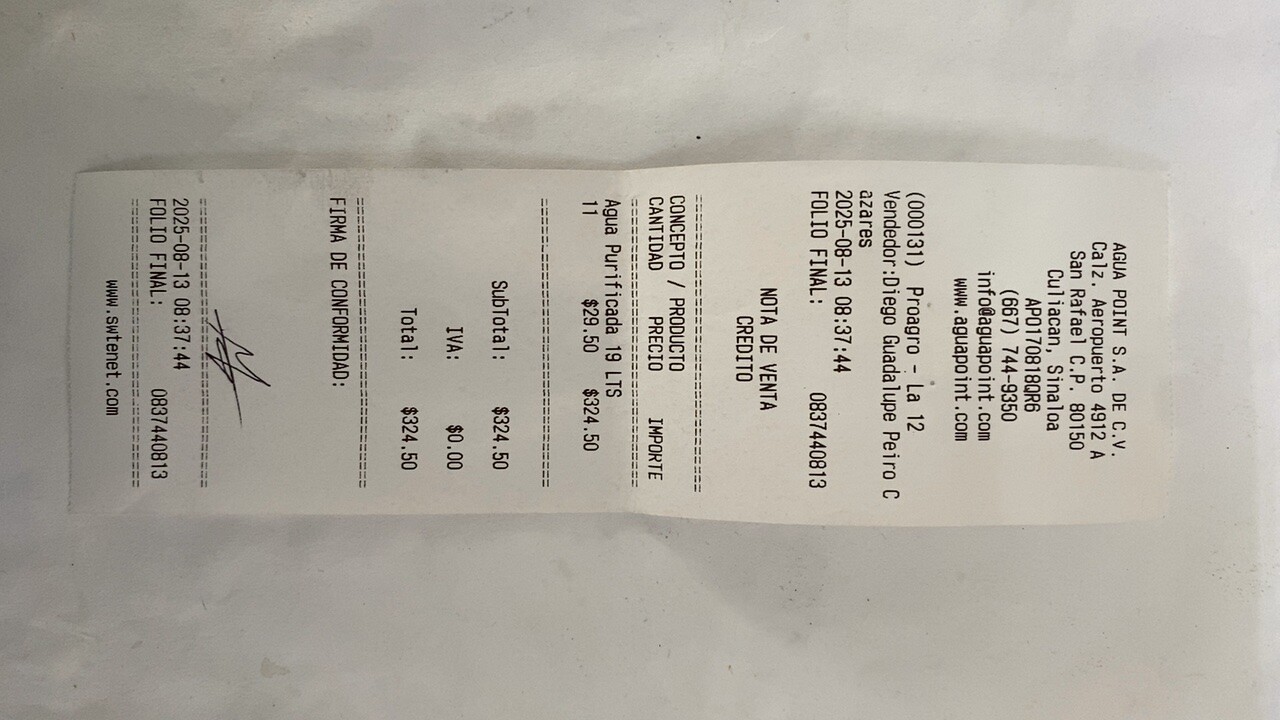 AGUA POINT S.A. DE C.V.
Calz. Aeropuerto 4912 A
San Rafael C.P. 80150
Culiacan, Sinaloa
APO170818QR6
(667) 744-9350
info@aguapoint.com
www.aguapoint.com
(000131) Proagro - La 12
Vendedor:Diego Guadalupe Peiro C
azares
2025-08-13 08:37:44
FOLIO FINAL: 0837440813
NOTA DE VENTA
CREDITO
CONCEPTO / PRODUCTO
CANTIDAD PRECIO IMPORTE
Agua Purificada 19 LTS
11 $29.50 $324.50
SubTotal: $324.50
IVA: $0.00
Total: $324.50
FIRMA DE CONFORMIDAD:
2025-08-13 08:37:44
FOLIO FINAL: 0837440813
www.swtenet.com